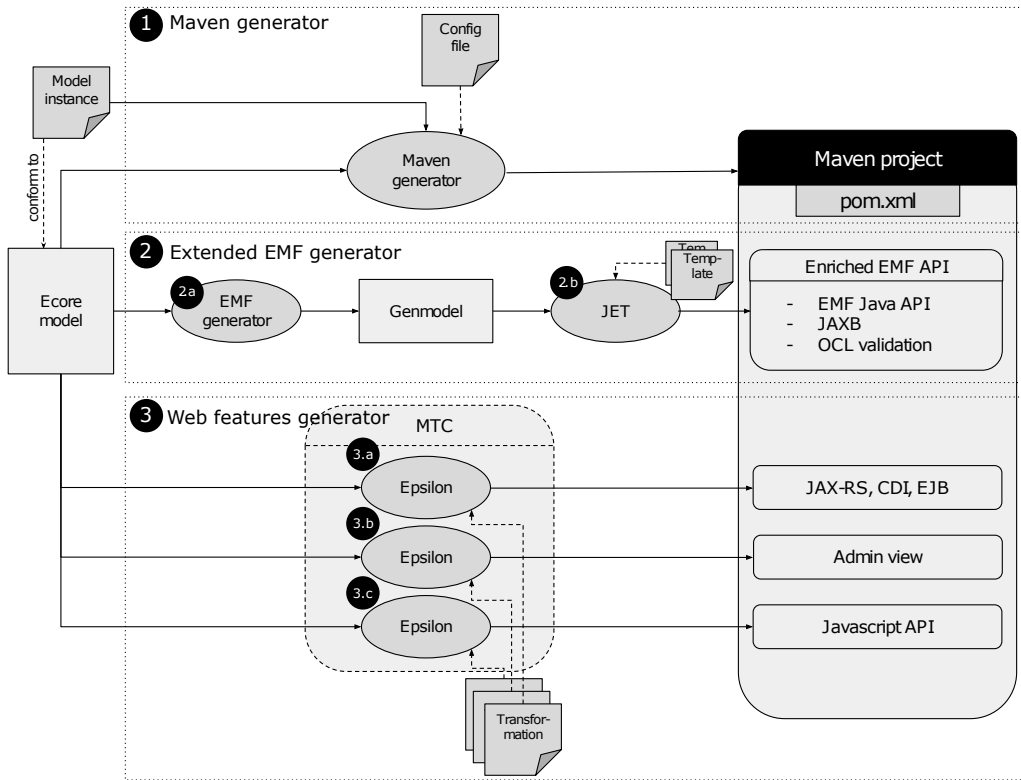 1 Maven generator
Config
file
Model
instance
conform to
Maven
generator
Maven project
pom.xml
2 Extended EMF generator
Ecore
model
2.a
EMF
generator
Genmodel
2.b
JET
Tem
Temp-
late
Enriched EMF API
- EMF Java API
- JAXB
- OCL validation
3 Web features generator
MTC
3.a
Epsilon
JAX-RS, CDI, EJB
3.b
Epsilon
Admin view
3.c
Epsilon
Javascript API
Transfor-
mation